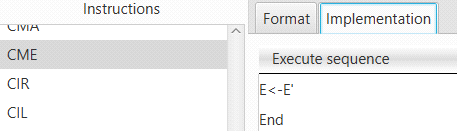 Instructions
CMA
CME
CIR
CIL
Format Implementation
Execute sequence
E<-E'
End